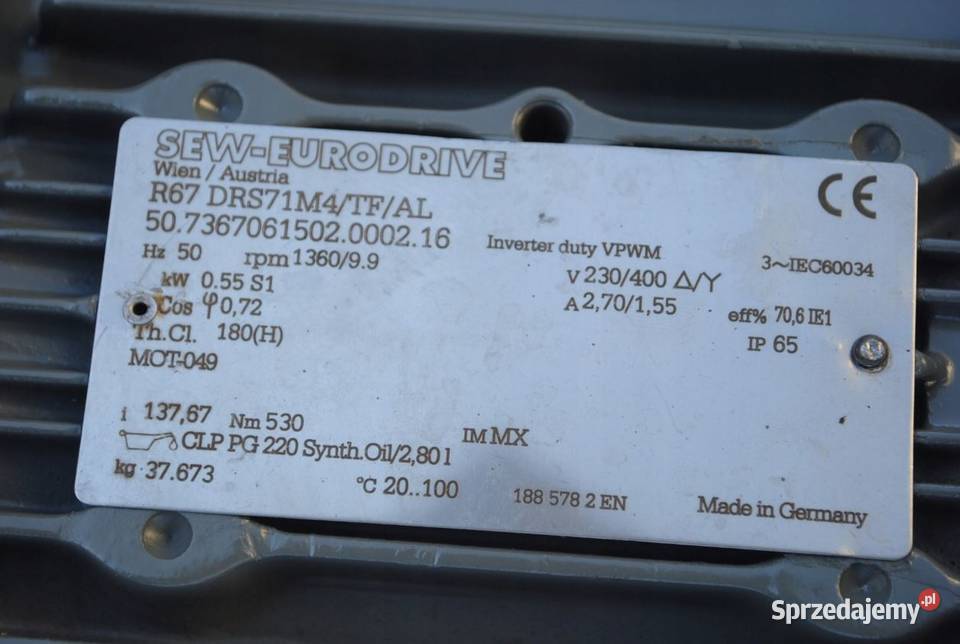 SEW-EURODRIVE
Wien / Austria
R67 DRS71M4/TF/AL
50.7367061502.0002.16
Inverter duty VPWM
3~IEC60034
Hz 50 rpm 1360/9.9
V 230/400 Δ/Y
kW 0.55 S1
A 2,70/1,55
eff% 70,6 IE1
Cos φ 0,72
IP 65
Th.Cl. 180(H)
MOT-049
i 137,67 Nm 530
IM MX
CLP PG 220 Synth.Oil/2,80 l
kg 37.673
°C 20..100
188 578 2 EN
Made in Germany
CE
Sprzedajemy.pl